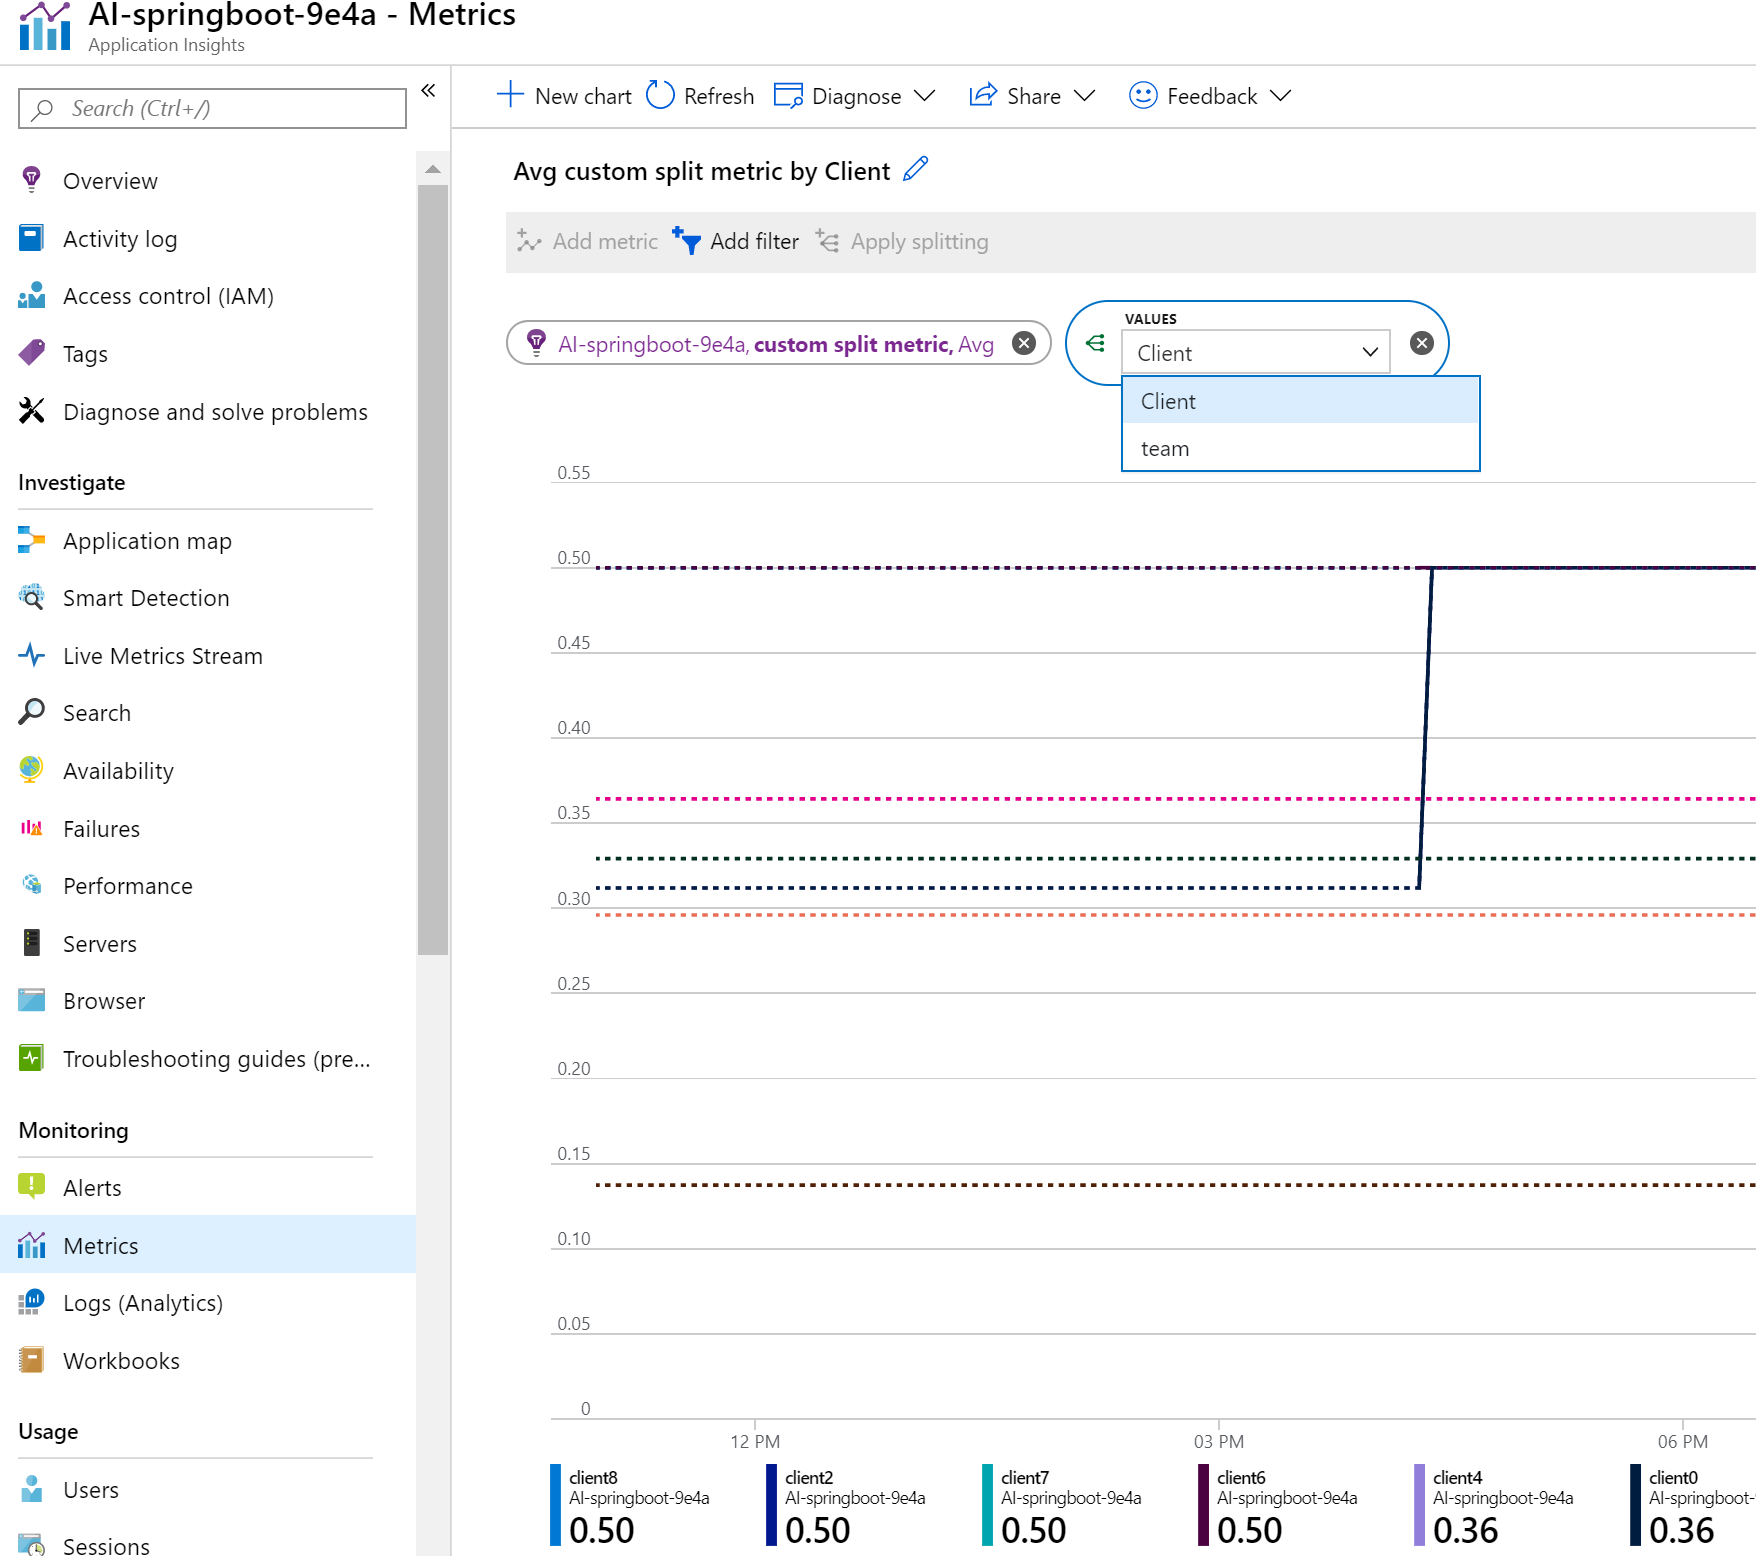 AI-springboot-9e4a - Metrics
Application Insights
Search (Ctrl+/)
«
Overview
Activity log
Access control (IAM)
Tags
Diagnose and solve problems
Investigate
Application map
Smart Detection
Live Metrics Stream
Search
Availability
Failures
Performance
Servers
Browser
Troubleshooting guides (pre...
Monitoring
Alerts
Metrics
Logs (Analytics)
Workbooks
Usage
Users
Sessions
New chart Refresh Diagnose Share Feedback
Avg custom split metric by Client
Add metric Add filter Apply splitting
AI-springboot-9e4a, custom split metric, Avg
VALUES
Client
Client
team
0.55
0.50
0.45
0.40
0.35
0.30
0.25
0.20
0.15
0.10
0.05
0
12 PM 03 PM 06 PM
client8
AI-springboot-9e4a
0.50
client2
AI-springboot-9e4a
0.50
client7
AI-springboot-9e4a
0.50
client6
AI-springboot-9e4a
0.50
client4
AI-springboot-9e4a
0.36
client0
AI-springboot-
0.36